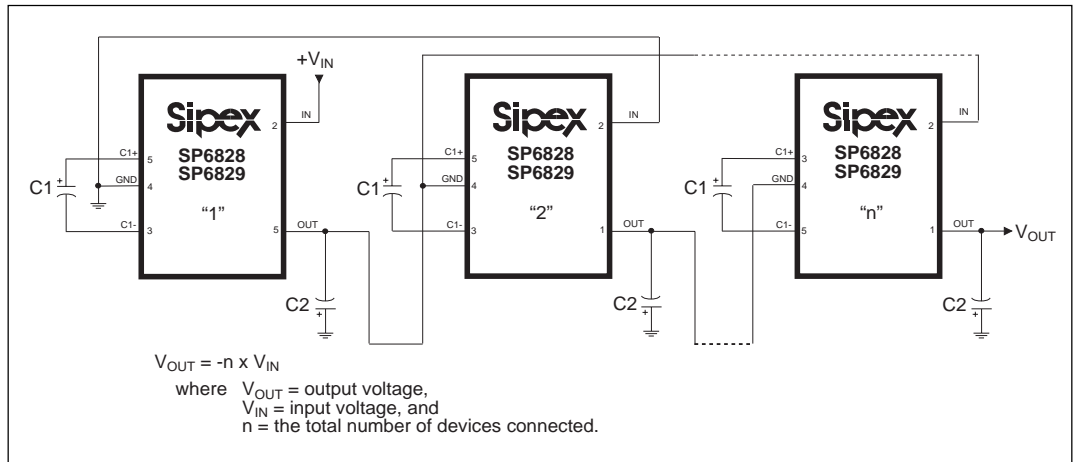 +VIN
Sipex
SP6828
SP6829
"1"
C1+
5
GND
4
C1-
3
IN
2
OUT
5
C1
+
C2
+
Sipex
SP6828
SP6829
"2"
C1+
5
GND
4
C1-
3
IN
2
OUT
1
C1
+
C2
+
Sipex
SP6828
SP6829
"n"
C1+
3
GND
4
C1-
5
IN
2
OUT
1
C1
+
C2
+
VOUT
VOUT = -n x VIN
where VOUT = output voltage,
VIN = input voltage, and
n = the total number of devices connected.